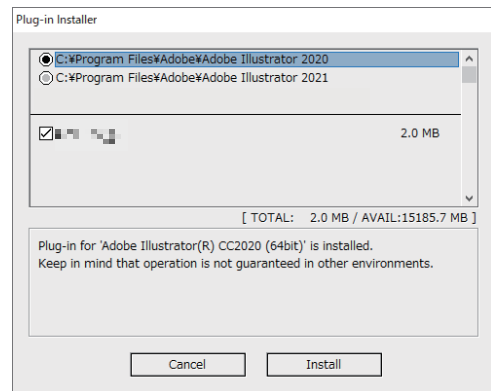 Plug-in Installer
C:¥Program Files¥Adobe¥Adobe Illustrator 2020
C:¥Program Files¥Adobe¥Adobe Illustrator 2021
2.0 MB
[ TOTAL: 2.0 MB / AVAIL:15185.7 MB ]
Plug-in for 'Adobe Illustrator(R) CC2020 (64bit)' is installed.
Keep in mind that operation is not guaranteed in other environments.
Cancel Install